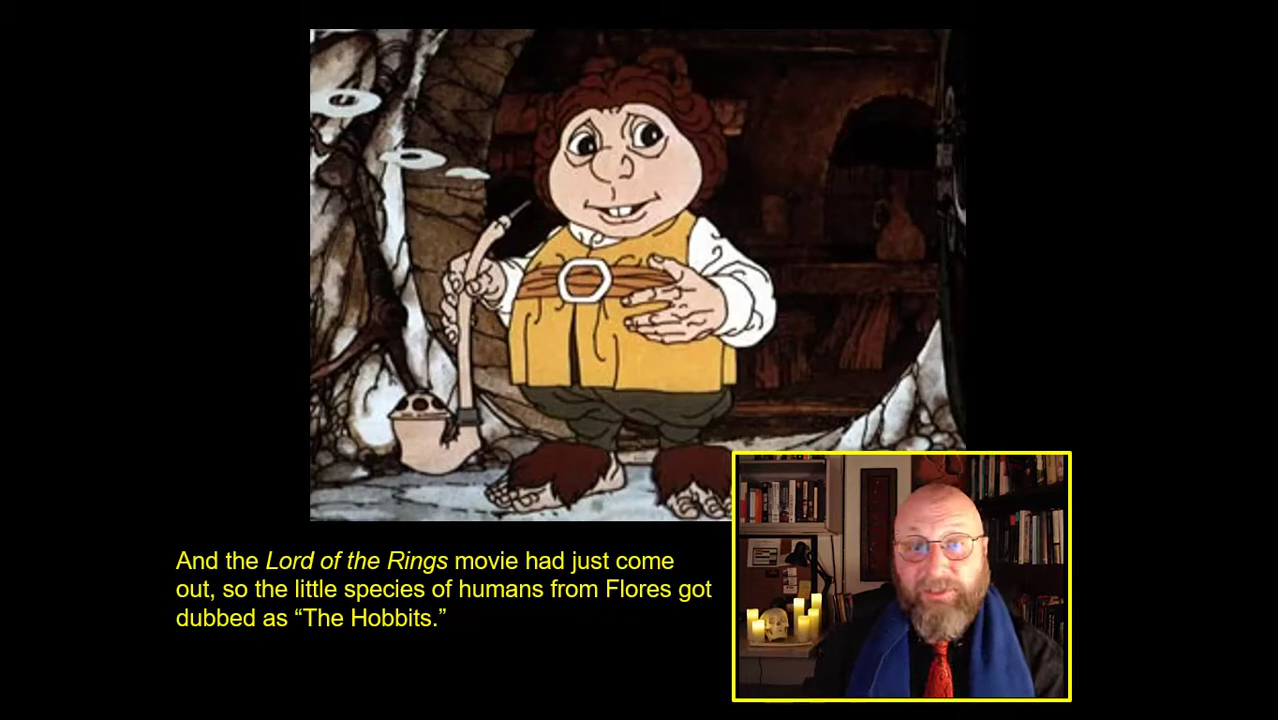 And the Lord of the Rings movie had just come
out, so the little species of humans from Flores got
dubbed as “The Hobbits.”